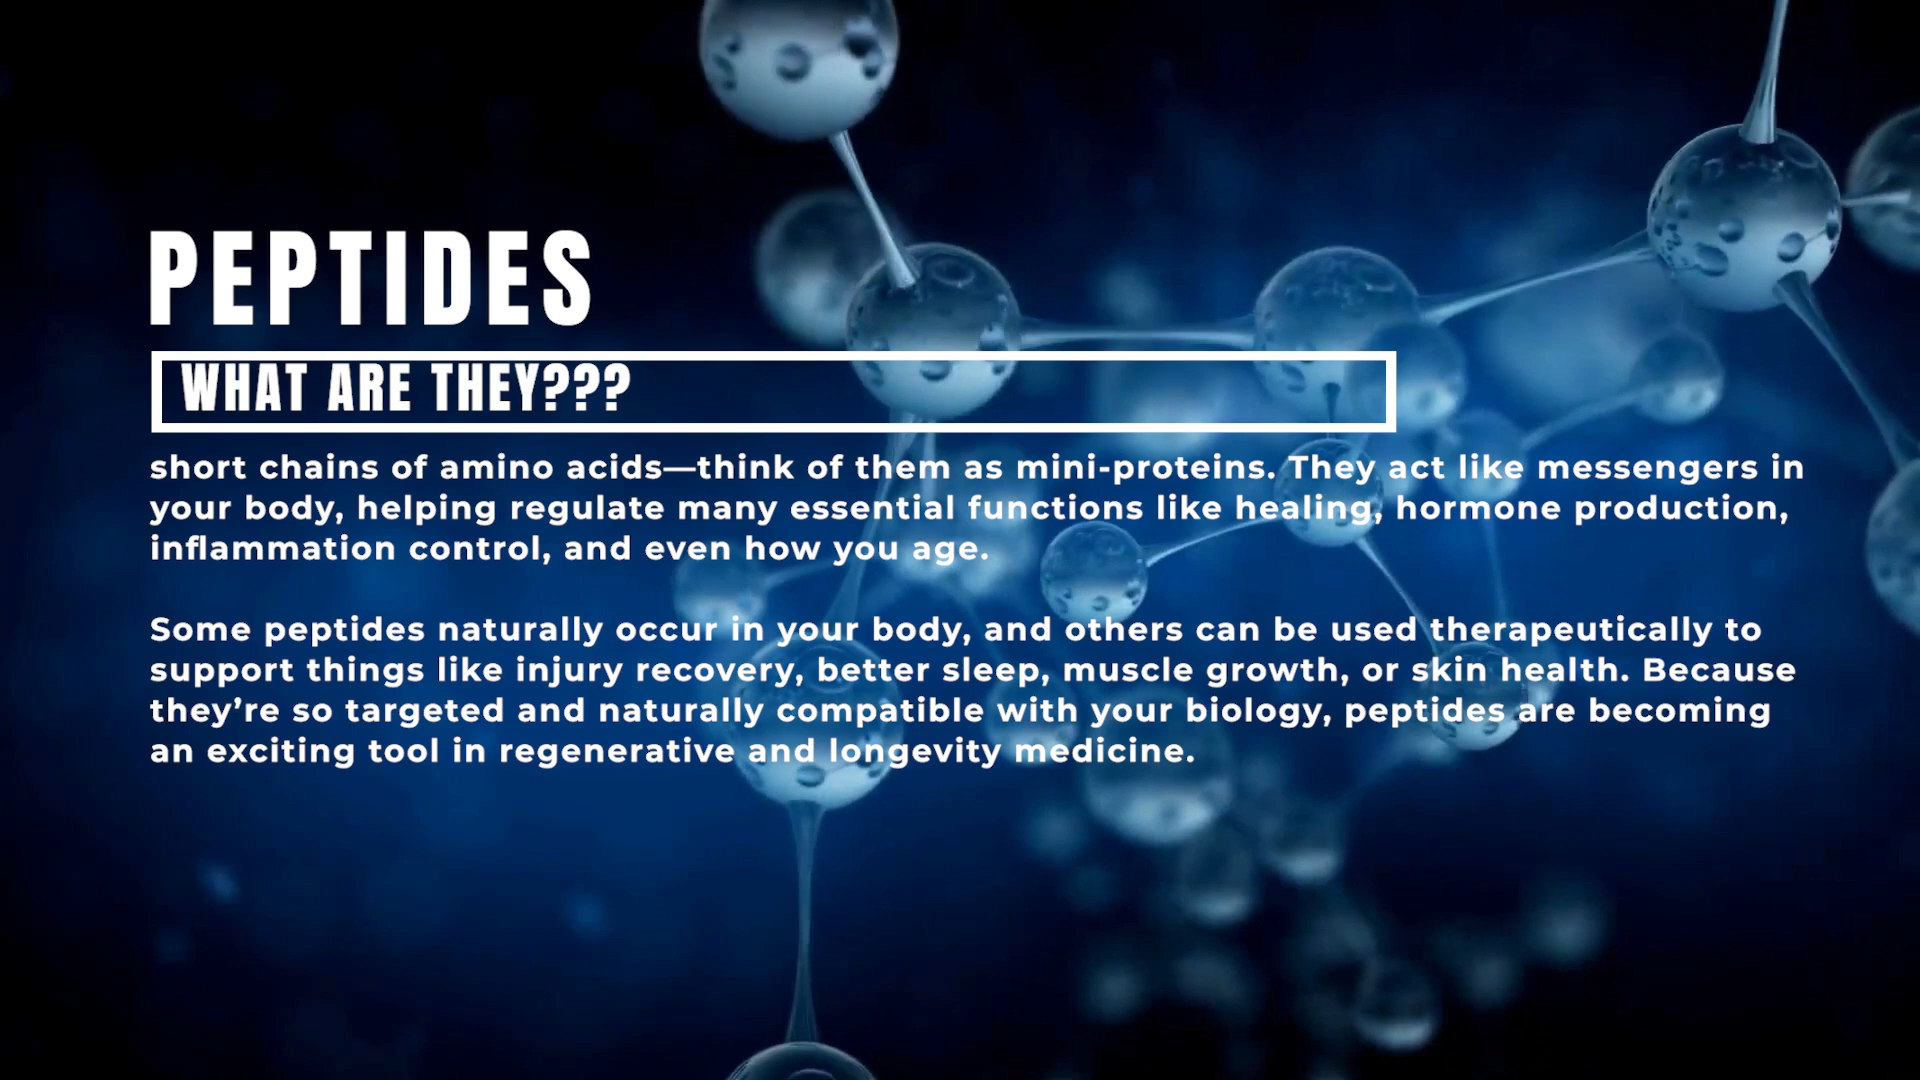 PEPTIDES
WHAT ARE THEY???
short chains of amino acids—think of them as mini-proteins. They act like messengers in
your body, helping regulate many essential functions like healing, hormone production,
inflammation control, and even how you age.
Some peptides naturally occur in your body, and others can be used therapeutically to
support things like injury recovery, better sleep, muscle growth, or skin health. Because
they’re so targeted and naturally compatible with your biology, peptides are becoming
an exciting tool in regenerative and longevity medicine.